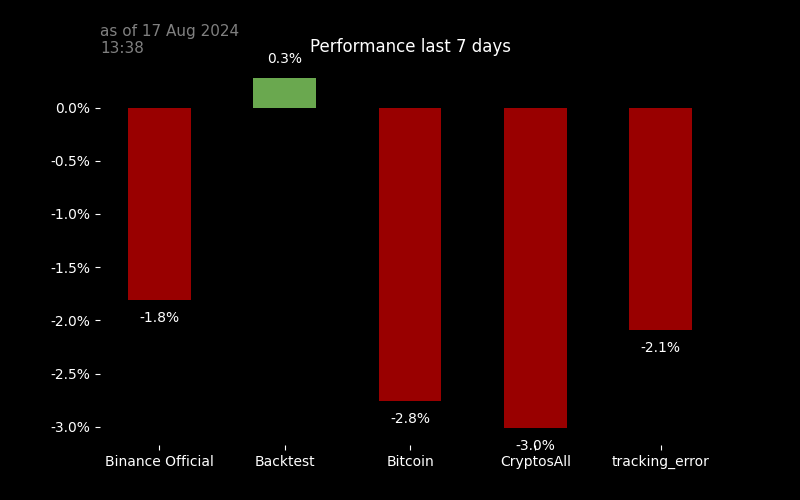 as of 17 Aug 2024
13:38
Performance last 7 days
0.3%
0.0%
-0.5%
-1.0%
-1.5%
-2.0%
-2.5%
-3.0%
-1.8%
-2.8%
-3.0%
-2.1%
Binance Official
Backtest
Bitcoin
CryptosAll
tracking_error